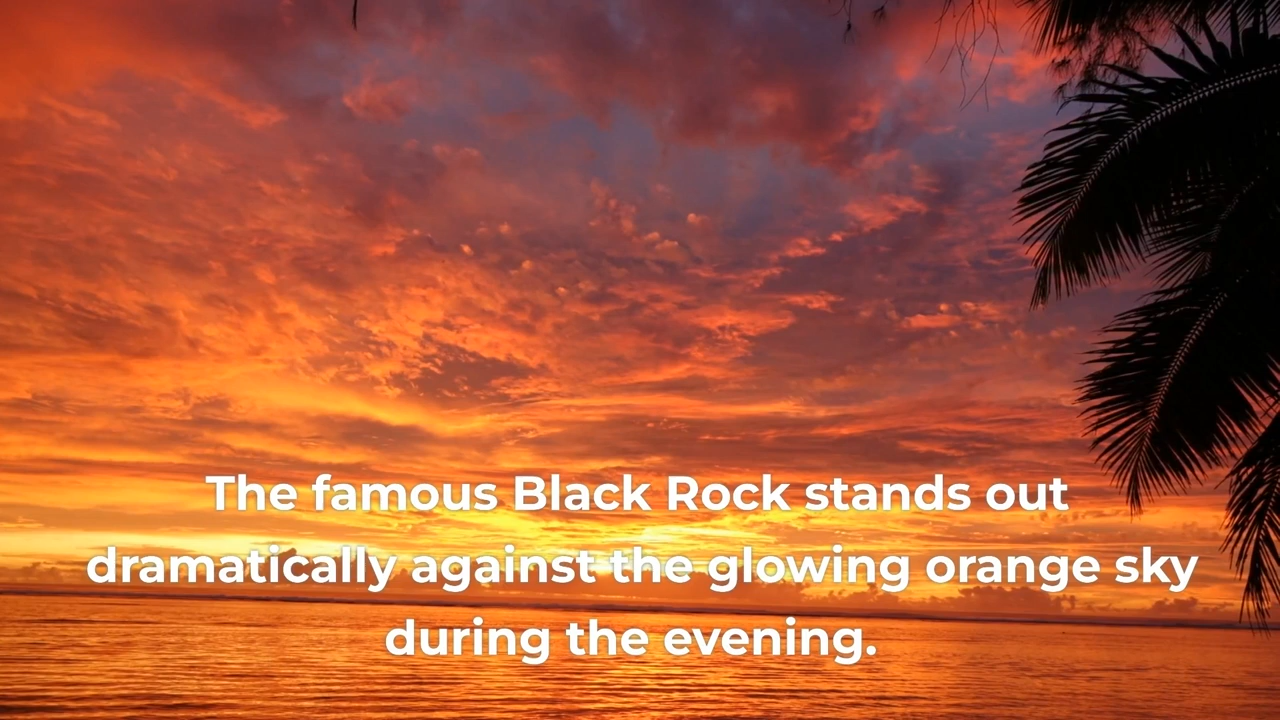 The famous Black Rock stands out
dramatically against the glowing orange sky
during the evening.